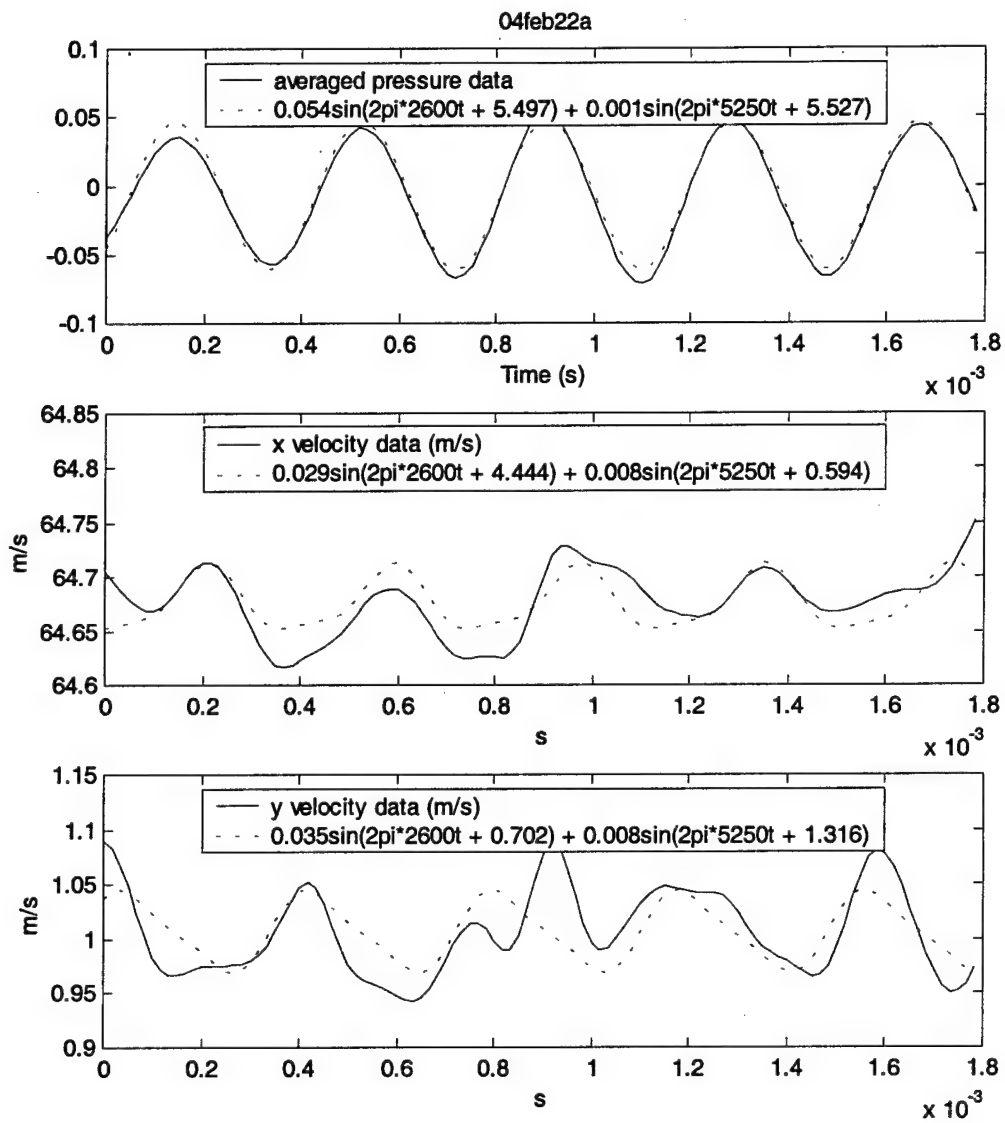 04feb22a
0.1
0.05
0
-0.05
-0.1
averaged pressure data
0.054sin(2pi*2600t + 5.497) + 0.001sin(2pi*5250t + 5.527)
0 0.2 0.4 0.6 0.8 1 1.2 1.4 1.6 1.8
Time (s)
x 10-3
64.85
64.8
64.75
64.7
64.65
64.6
m/s
x velocity data (m/s)
0.029sin(2pi*2600t + 4.444) + 0.008sin(2pi*5250t + 0.594)
0 0.2 0.4 0.6 0.8 1 1.2 1.4 1.6 1.8
s
x 10-3
1.15
1.1
1.05
1
0.95
0.9
m/s
y velocity data (m/s)
0.035sin(2pi*2600t + 0.702) + 0.008sin(2pi*5250t + 1.316)
0 0.2 0.4 0.6 0.8 1 1.2 1.4 1.6 1.8
s
x 10-3